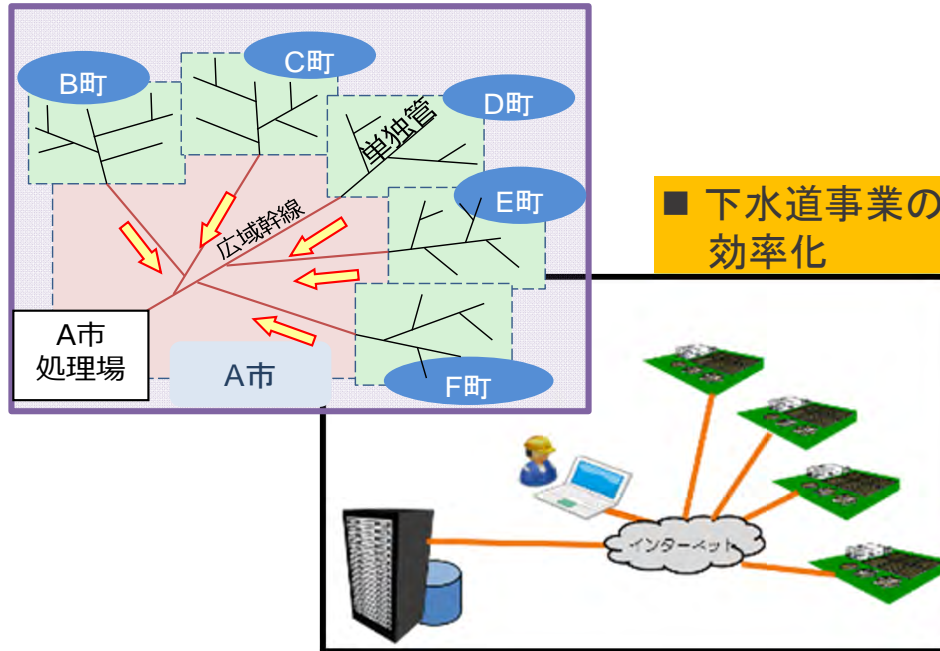 B町
C町
D町
単独管
E町
広域幹線
A市
処理場
A市
F町
■ 下水道事業の
効率化
インターネット